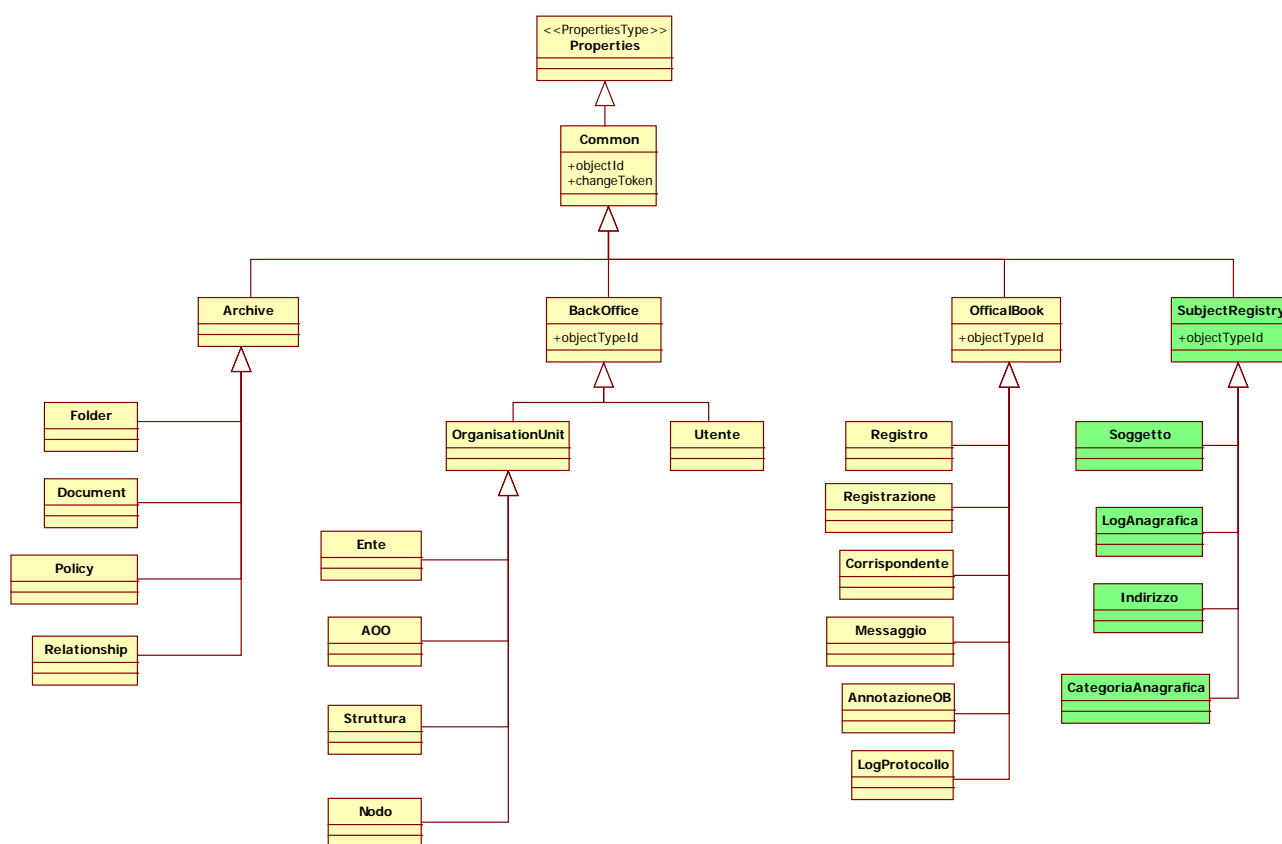 <<PropertiesType>>
Properties
Common
+objectId
+changeToken
Archive
BackOffice
+objectTypeId
OfficalBook
+objectTypeId
SubjectRegistry
+objectTypeId
Folder
Document
Policy
Relationship
OrganisationUnit
Utente
Ente
AOO
Struttura
Nodo
Registro
Registrazione
Corrispondente
Messaggio
AnnotazioneOB
LogProtocollo
Soggetto
LogAnagrafica
Indirizzo
CategoriaAnagrafica